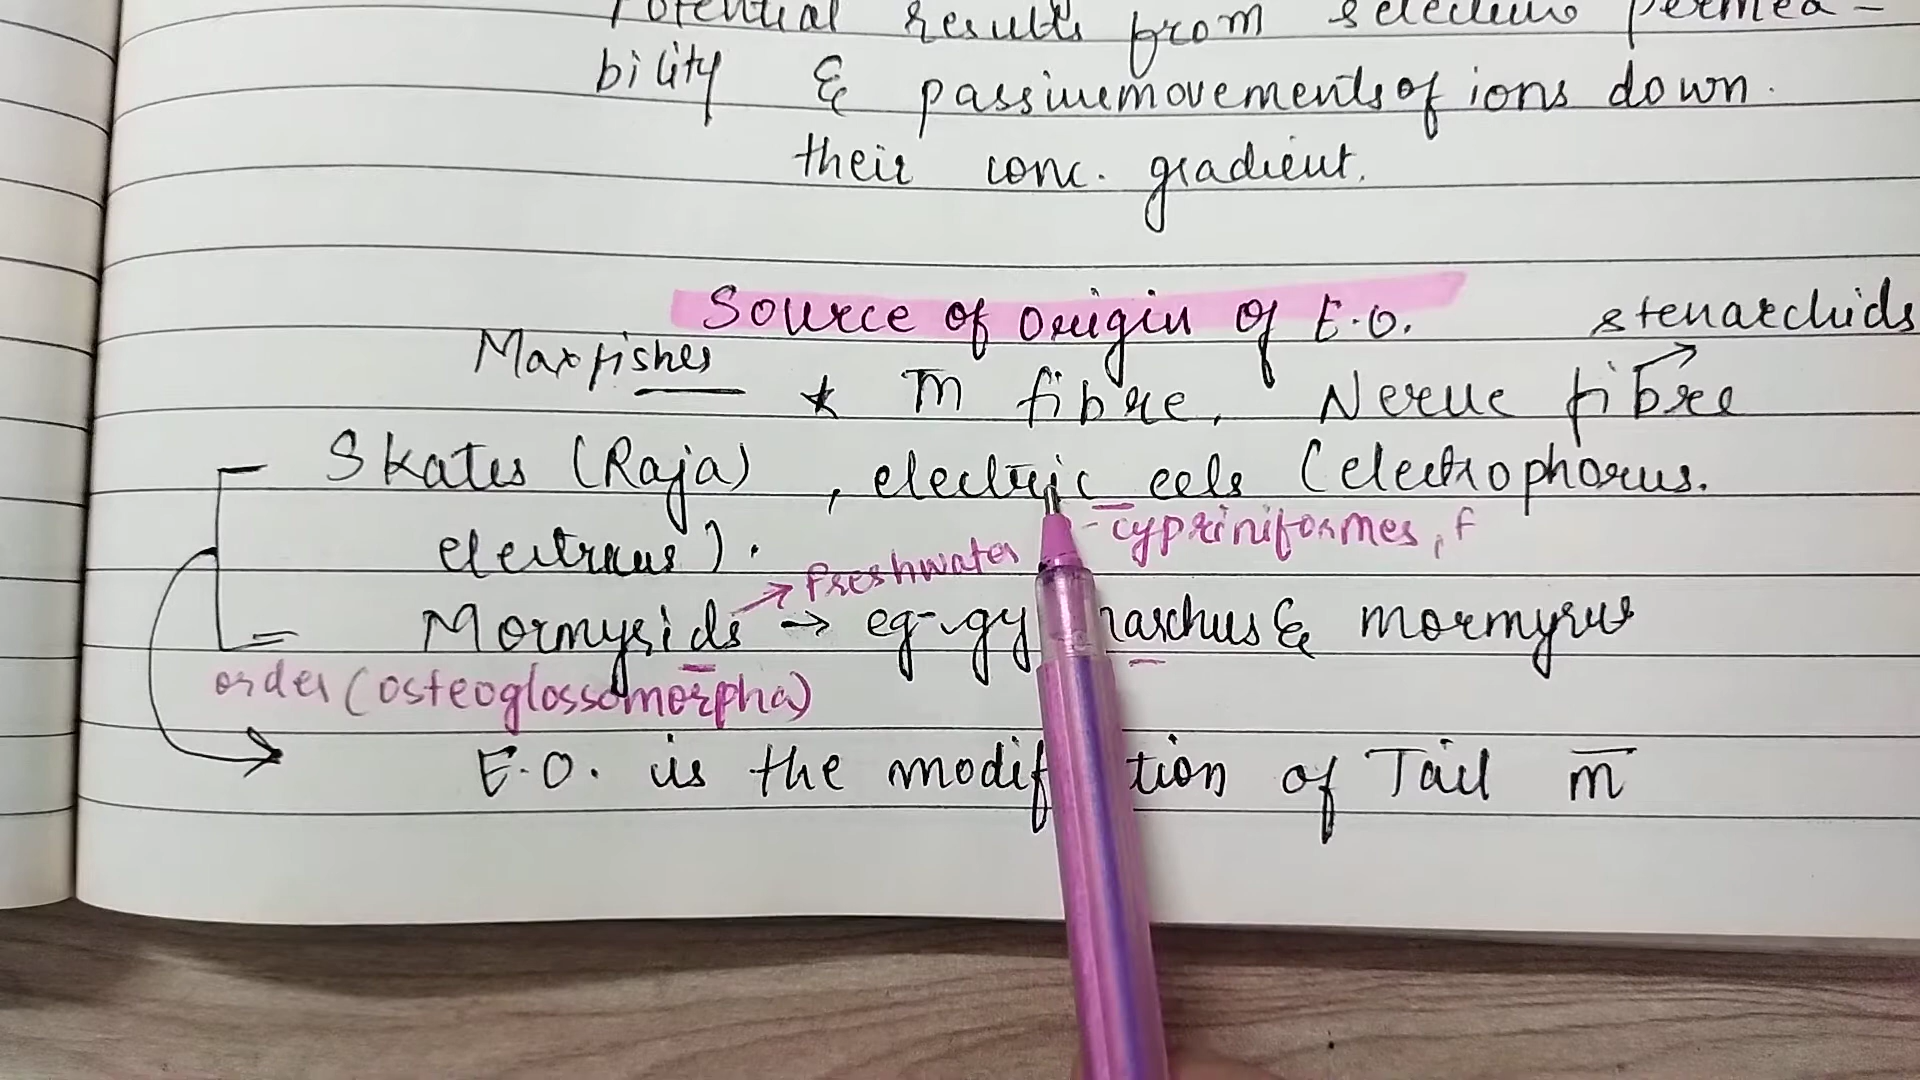 Potential results from selective permea-
bility & passive movements of ions down
their conc. gradient.
Source of origin of E.O.
stenarchids
Max fishes
* m̅ fibre, Nerve fibre
Skates (Raja), electric eels (electrophorus.
- cypriniformes, F
electricus).
Freshwater
Mormyrids → eg- gy aschus & mormyrus
order (osteoglossomorpha)
E.O. is the modif tion of Tail m̅